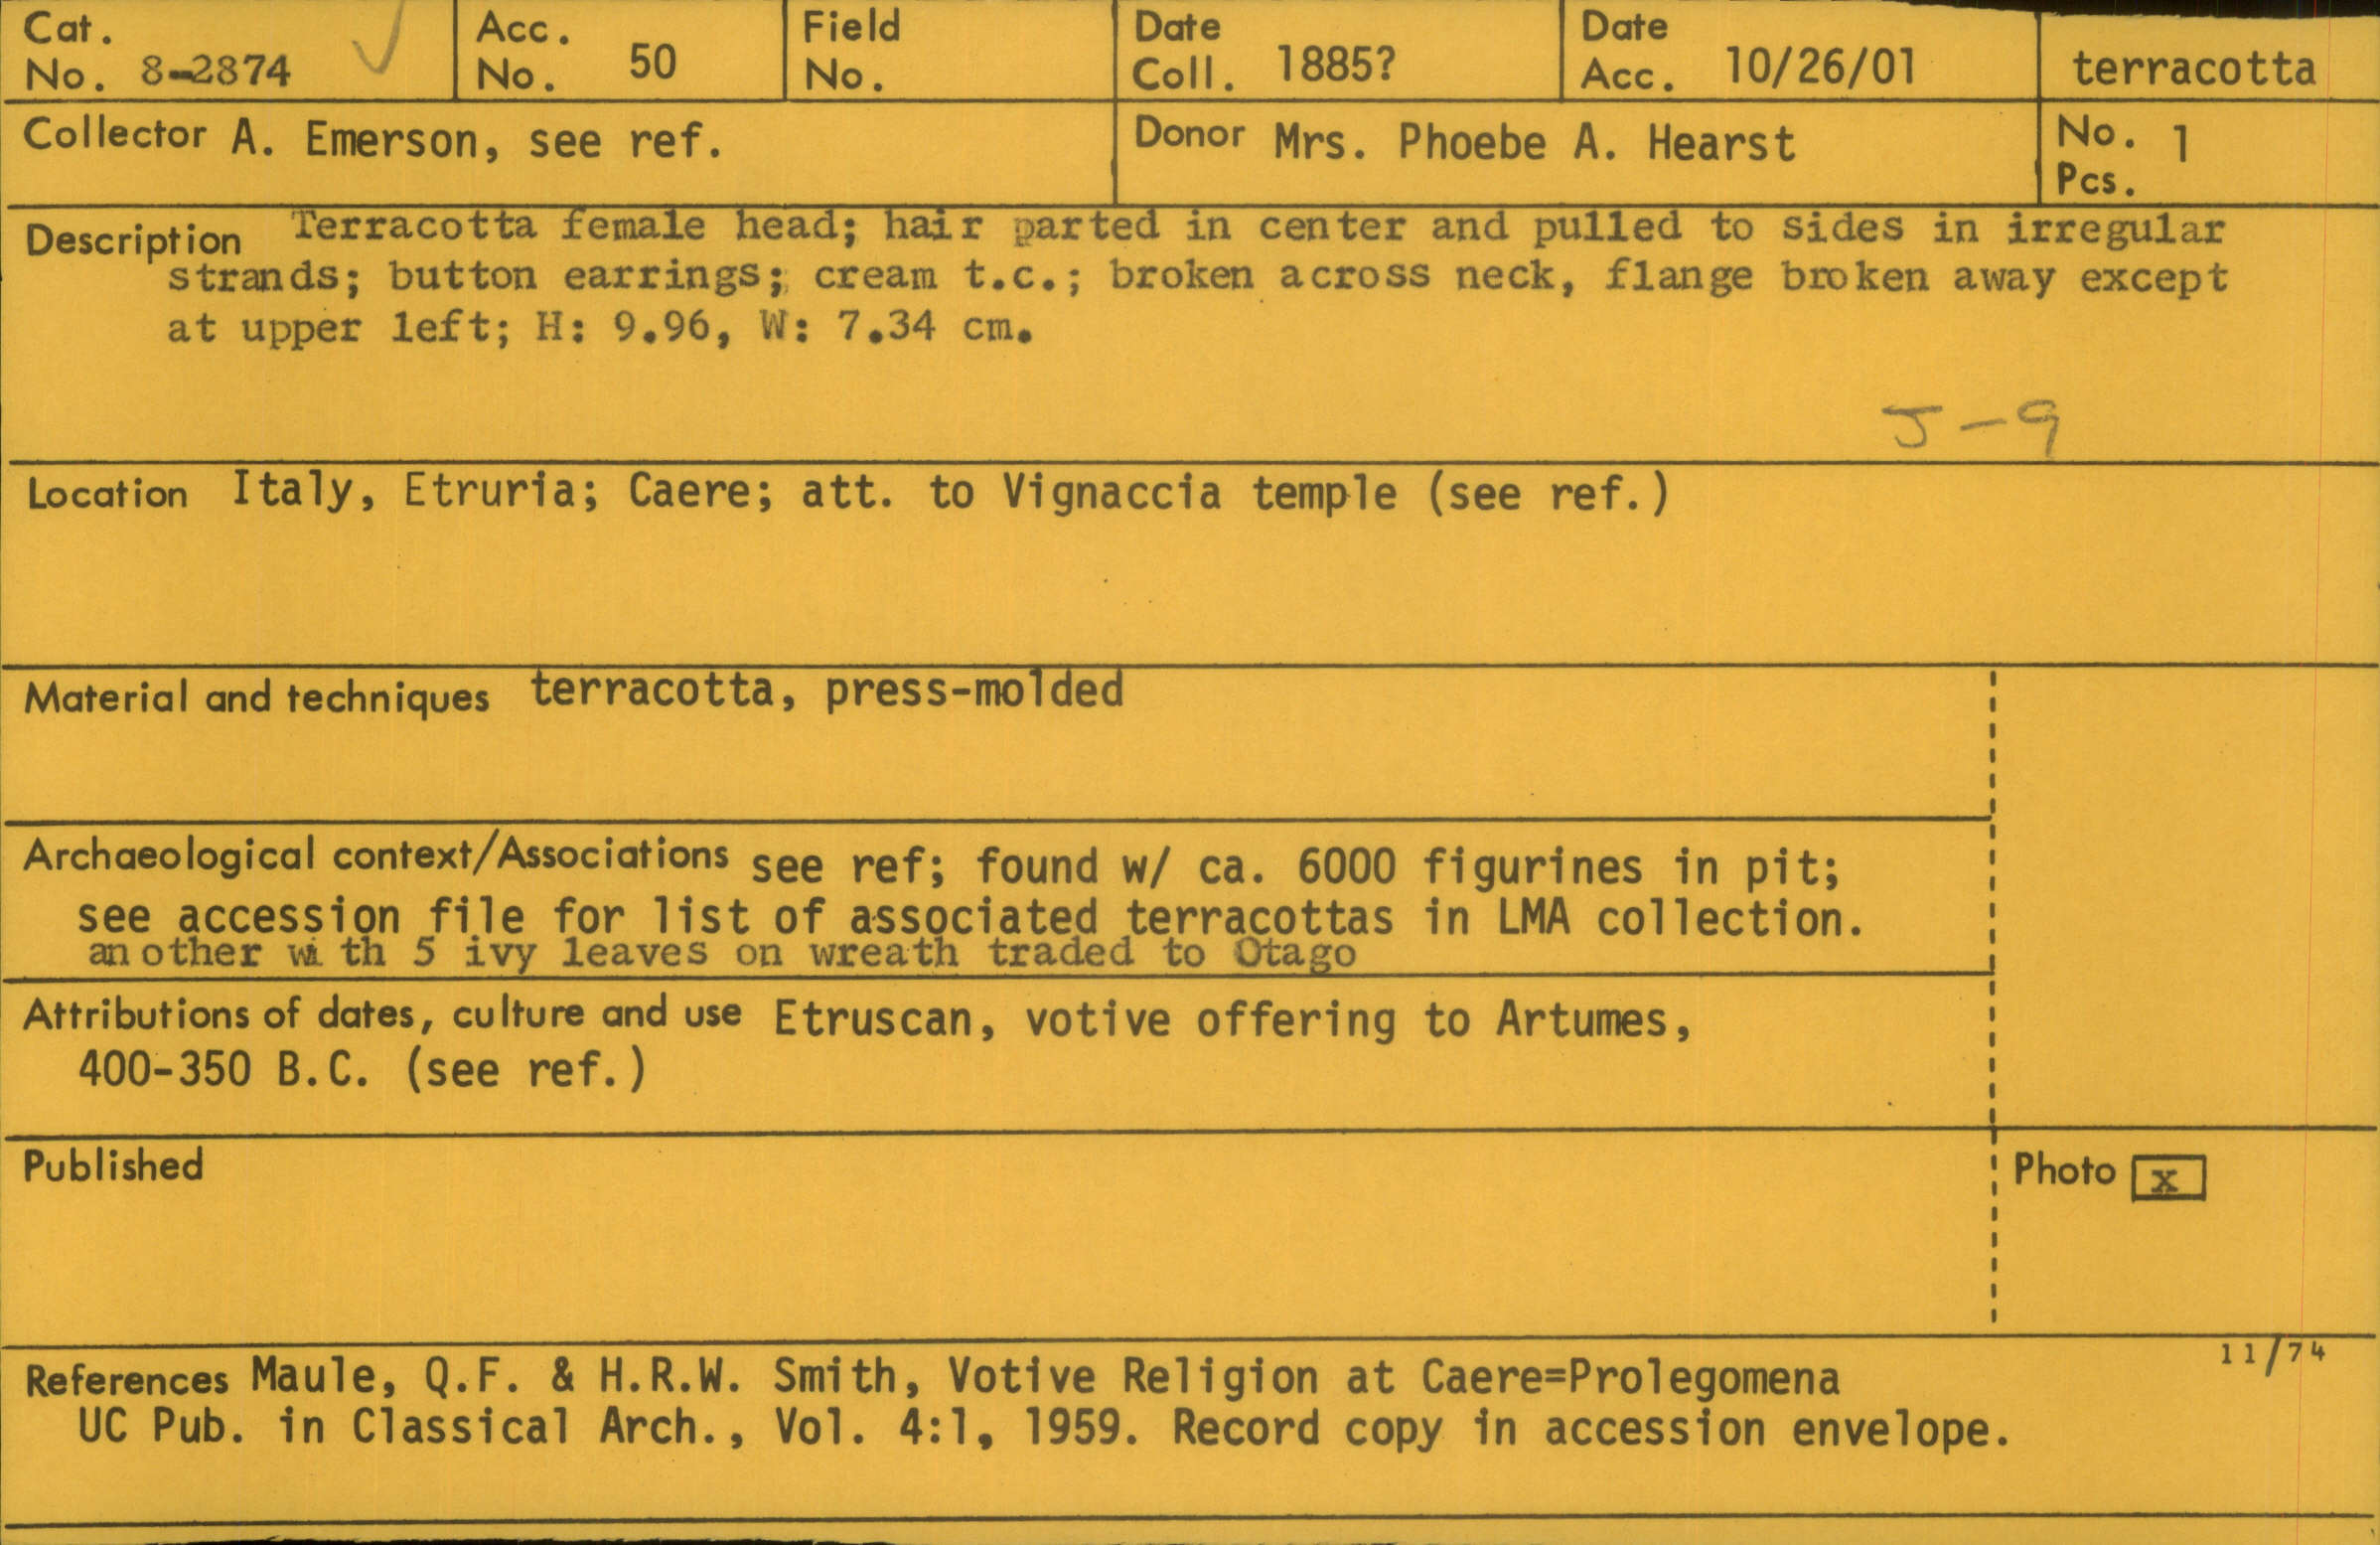 Cat. No. 8-2874
Acc. No. 50
Field No.
Date Coll. 1885?
Date Acc. 10/26/01
terracotta
Collector A. Emerson, see ref.
Donor Mrs. Phoebe A. Hearst
No. Pcs. 1
Description Terracotta female head; hair parted in center and pulled to sides in irregular
strands; button earrings; cream t.c.; broken across neck, flange broken away except
at upper left; H: 9.96, W: 7.34 cm.
J-9
Location Italy, Etruria; Caere; att. to Vignaccia temple (see ref.)
Material and techniques terracotta, press-molded
Archaeological context/Associations see ref; found w/ ca. 6000 figurines in pit;
see accession file for list of associated terracottas in LMA collection.
another with 5 ivy leaves on wreath traded to Otago
Attributions of dates, culture and use Etruscan, votive offering to Artumes,
400-350 B.C. (see ref.)
Published
Photo x
11/74
References Maule, Q.F. & H.R.W. Smith, Votive Religion at Caere=Prolegomena
UC Pub. in Classical Arch., Vol. 4:1, 1959. Record copy in accession envelope.